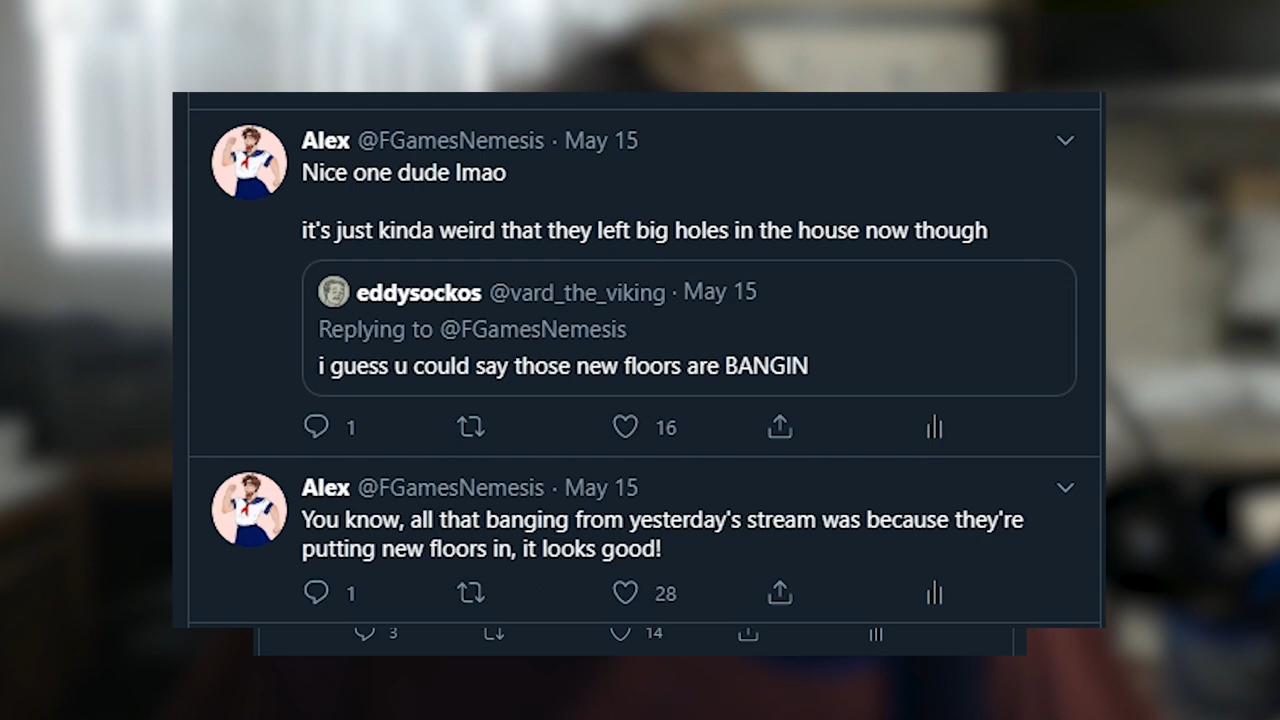 Alex @FGamesNemesis · May 15
Nice one dude lmao
it's just kinda weird that they left big holes in the house now though
eddysockos @vard_the_viking · May 15
Replying to @FGamesNemesis
i guess u could say those new floors are BANGIN
1 16
Alex @FGamesNemesis · May 15
You know, all that banging from yesterday's stream was because they're
putting new floors in, it looks good!
1 28
3 14